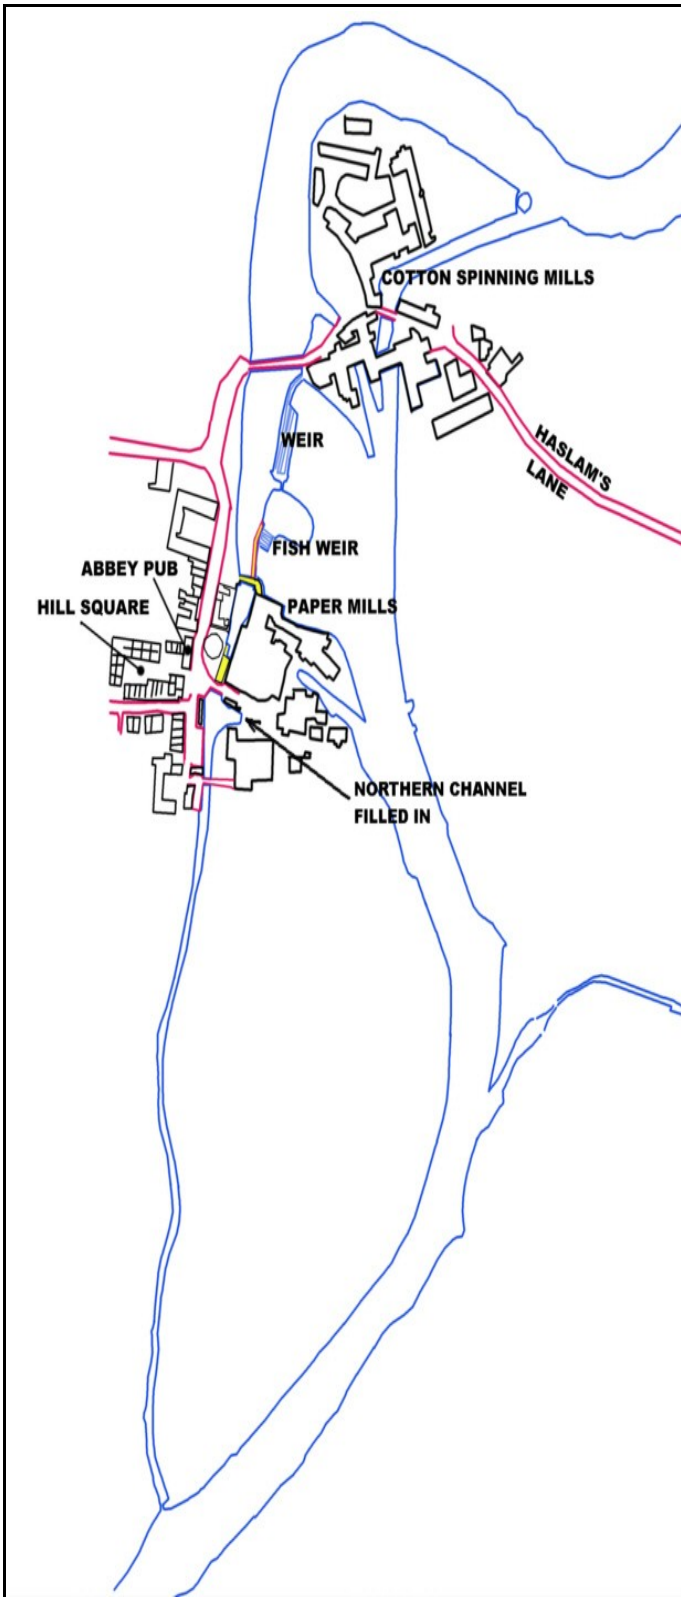 COTTON SPINNING MILLS
WEIR
HASLAM'S
LANE
FISH WEIR
ABBEY PUB
HILL SQUARE
PAPER MILLS
NORTHERN CHANNEL
FILLED IN